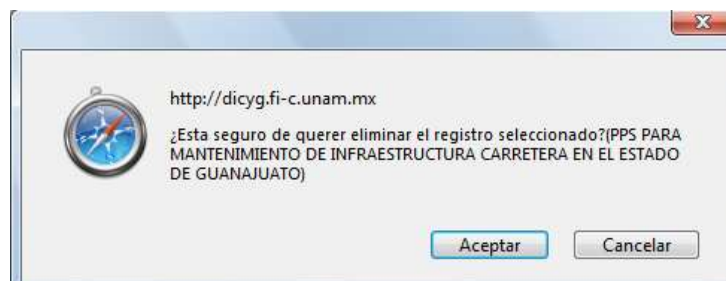 http://dicyg.fi-c.unam.mx
¿Esta seguro de querer eliminar el registro seleccionado?(PPS PARA
MANTENIMIENTO DE INFRAESTRUCTURA CARRETERA EN EL ESTADO
DE GUANAJUATO)
Aceptar Cancelar